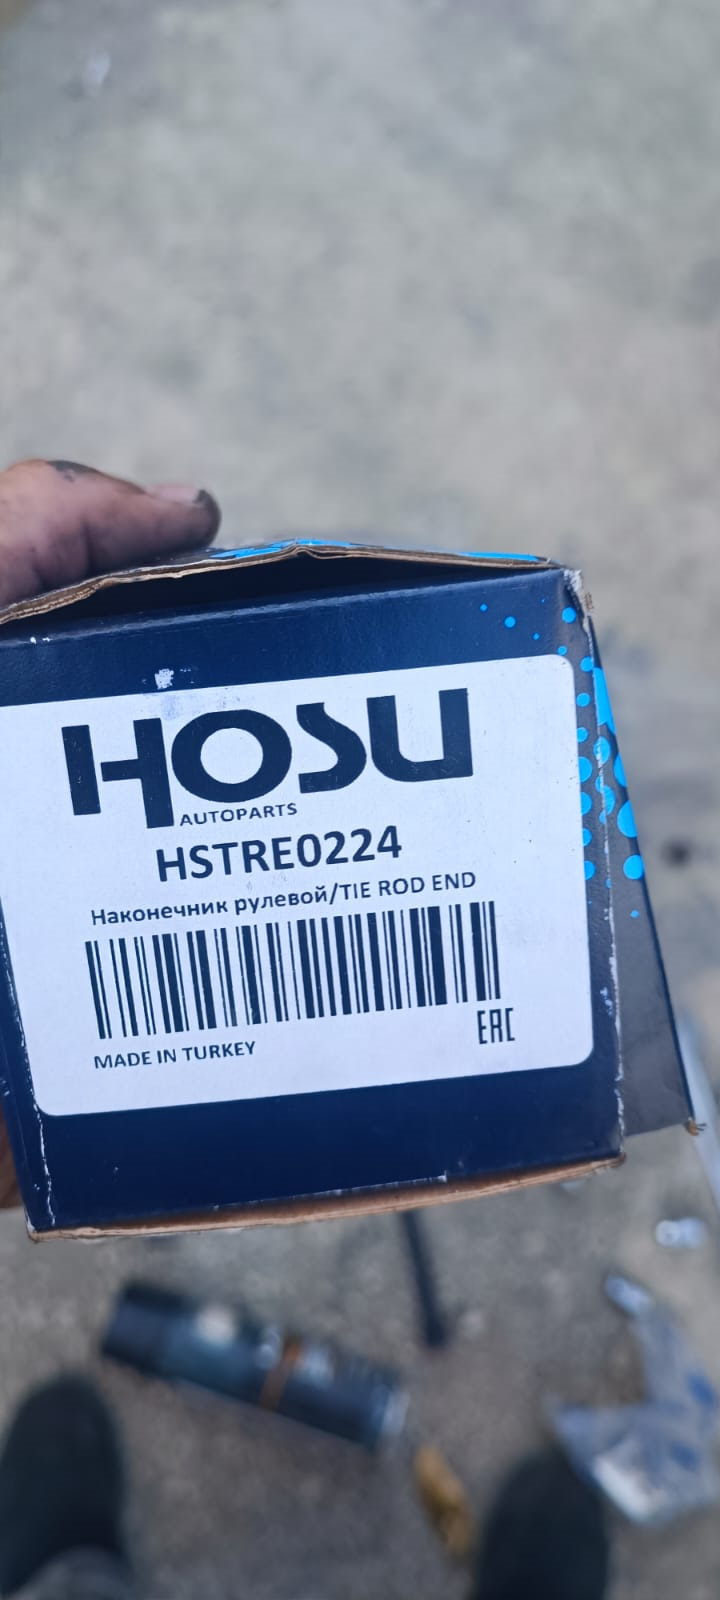 HOSU
AUTOPARTS
HSTRE0224
Наконечник рулевой/TIE ROD END
MADE IN TURKEY
EAC